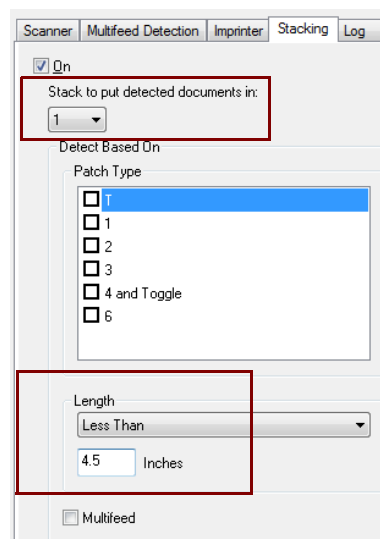 Scanner Multifeed Detection Imprinter Stacking Log
On
Stack to put detected documents in:
1
Detect Based On
Patch Type
T
1
2
3
4 and Toggle
6
Length
Less Than
4.5 Inches
Multifeed